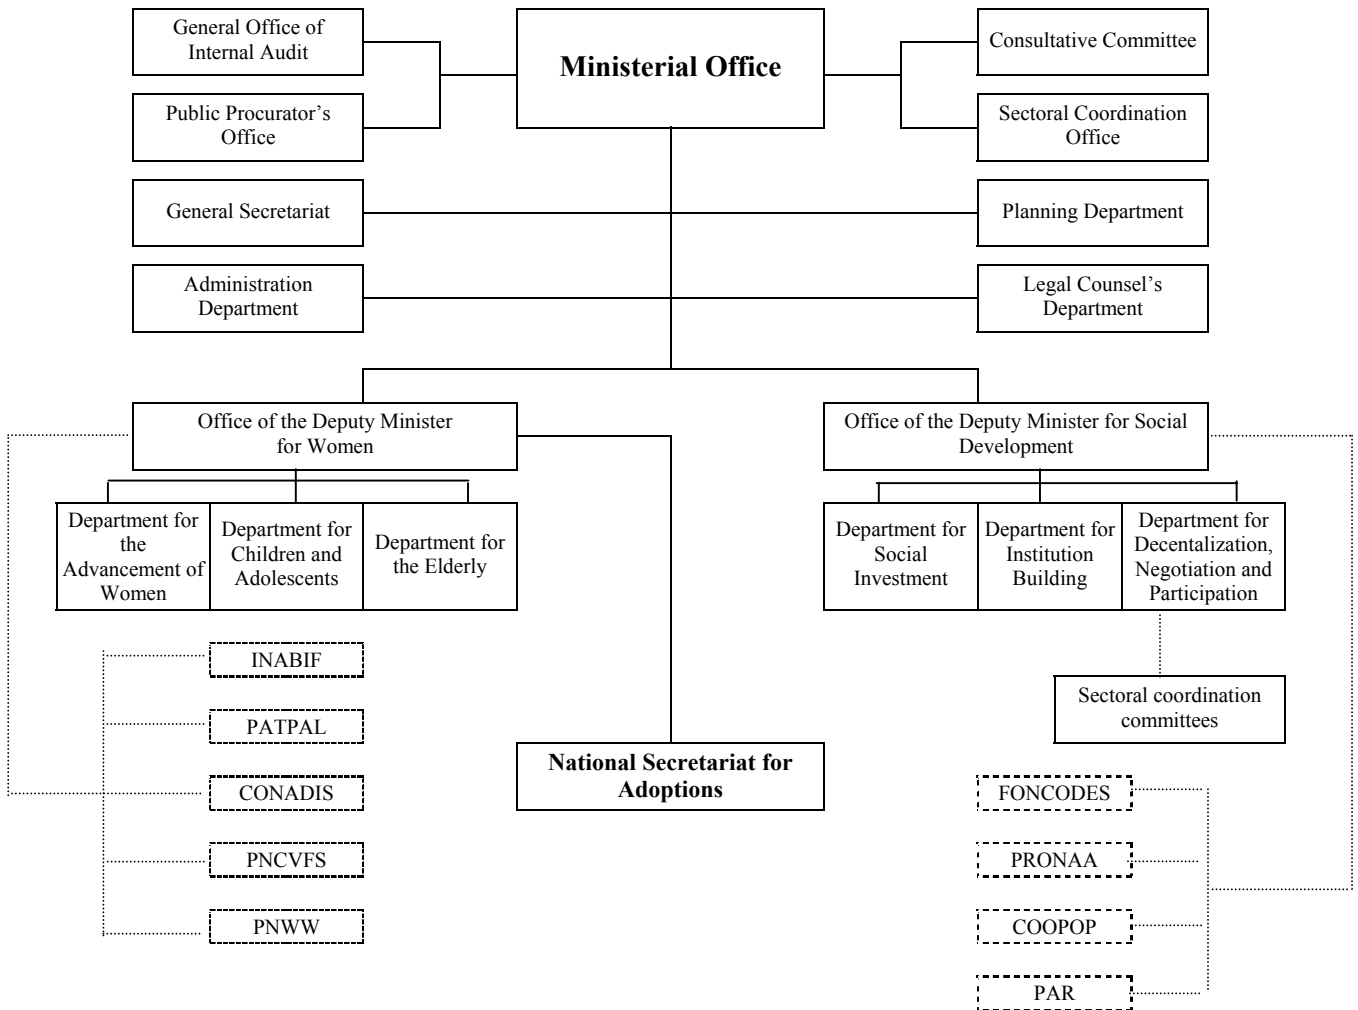 General Office of
Internal Audit
Ministerial Office
Consultative Committee
Public Procurator's
Office
Sectoral Coordination
Office
General Secretariat
Planning Department
Administration
Department
Legal Counsel's
Department
Office of the Deputy Minister
for Women
Office of the Deputy Minister for Social
Development
Department for
the
Advancement of
Women
Department for
Children and
Adolescents
Department for
the Elderly
Department for
Social
Investment
Department for
Institution
Building
Department for
Decentalization,
Negotiation and
Participation
INABIF
PATPAL
CONADIS
PNCVFS
PNWW
National Secretariat for
Adoptions
Sectoral coordination
committees
FONCODES
PRONAA
COOPOP
PAR